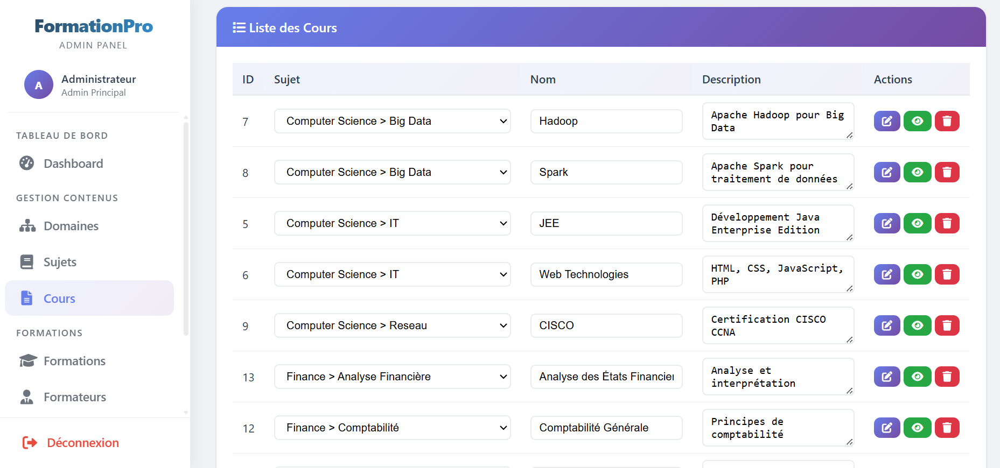 FormationPro
ADMIN PANEL
A
Administrateur
Admin Principal
TABLEAU DE BORD
Dashboard
GESTION CONTENUS
Domaines
Sujets
Cours
FORMATIONS
Formations
Formateurs
Déconnexion
Liste des Cours
ID Sujet Nom Description Actions
7 Computer Science > Big Data Hadoop Apache Hadoop pour Big
Data
8 Computer Science > Big Data Spark Apache Spark pour
traitement de données
5 Computer Science > IT JEE Développement Java
Enterprise Edition
6 Computer Science > IT Web Technologies HTML, CSS, JavaScript,
PHP
9 Computer Science > Reseau CISCO Certification CISCO
CCNA
13 Finance > Analyse Financière Analyse des États Financier Analyse et
interprétation
12 Finance > Comptabilité Comptabilité Générale Principes de
comptabilité